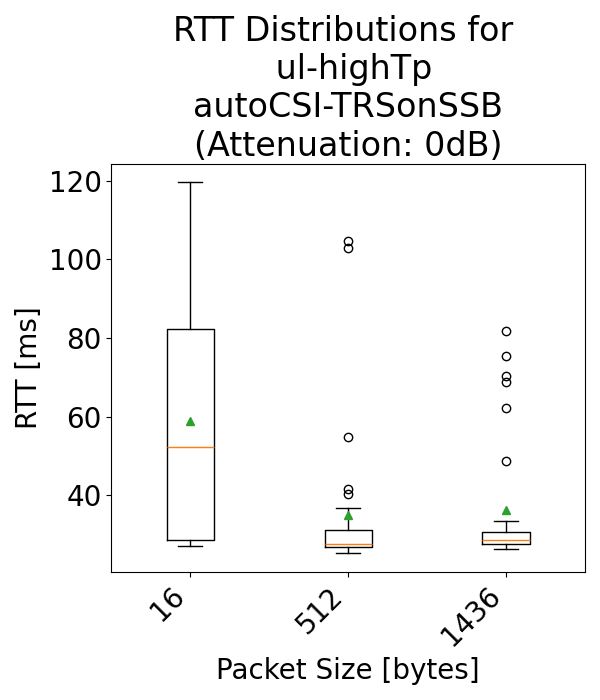 RTT Distributions for
ul-highTp
autoCSI-TRSonSSB
(Attenuation: 0dB)
120
100
80
60
40
RTT [ms]
16
512
1436
Packet Size [bytes]